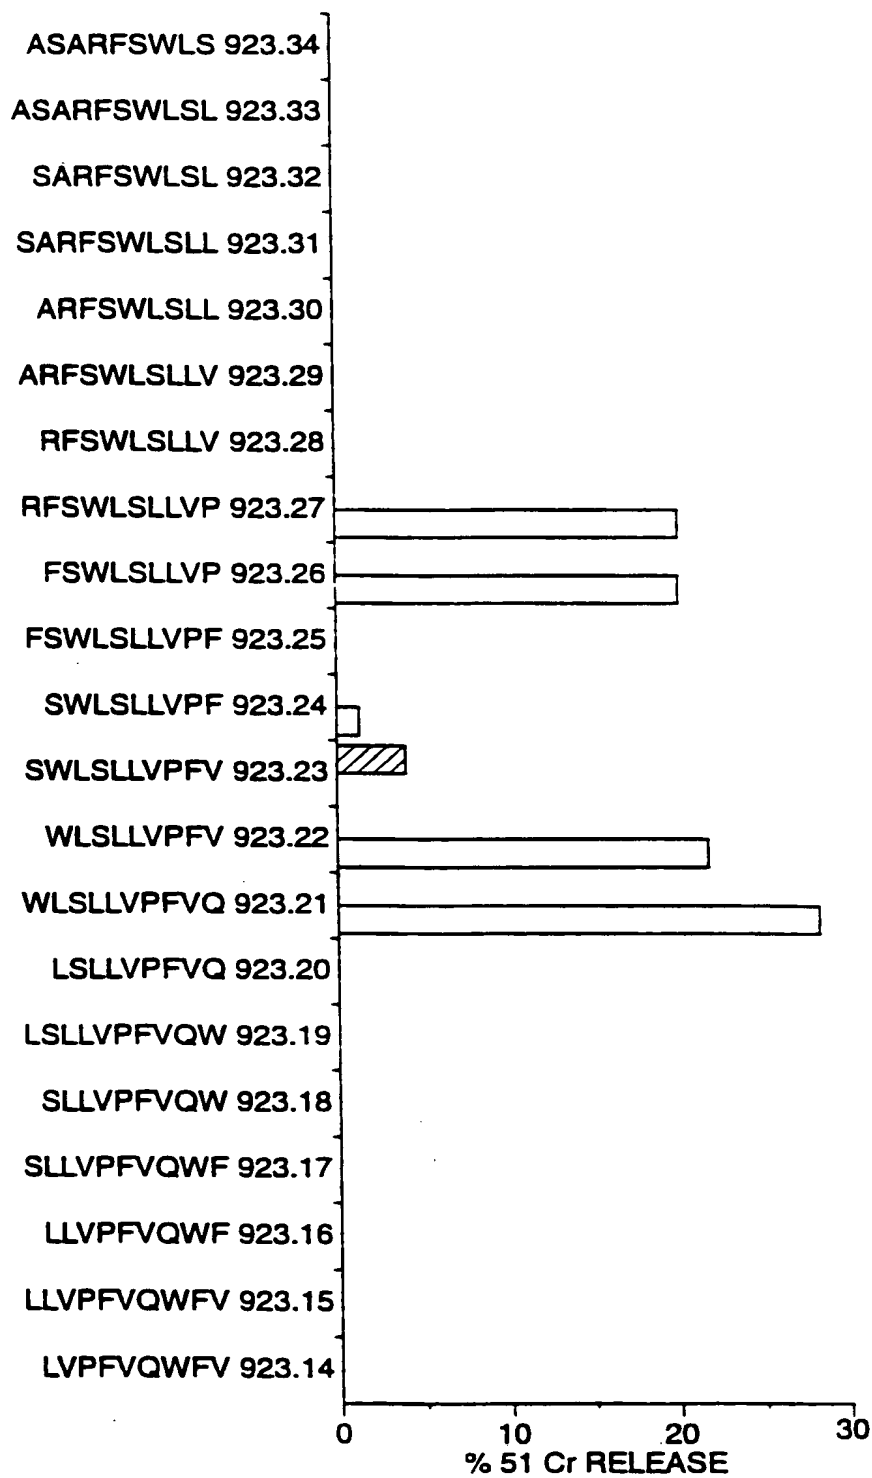 ASARFSWLS 923.34
ASARFSWLSL 923.33
SARFSWLSL 923.32
SARFSWLSLL 923.31
ARFSWLSLL 923.30
ARFSWLSLLV 923.29
RFSWLSLLV 923.28
RFSWLSLLVP 923.27
FSWLSLLVP 923.26
FSWLSLLVPF 923.25
SWLSLLVPF 923.24
SWLSLLVPFV 923.23
WLSLLVPFV 923.22
WLSLLVPFVQ 923.21
LSLLVPFVQ 923.20
LSLLVPFVQW 923.19
SLLVPFVQW 923.18
SLLVPFVQWF 923.17
LLVPFVQWF 923.16
LLVPFVQWFV 923.15
LVPFVQWFV 923.14
0 10 20 30
% 51 Cr RELEASE